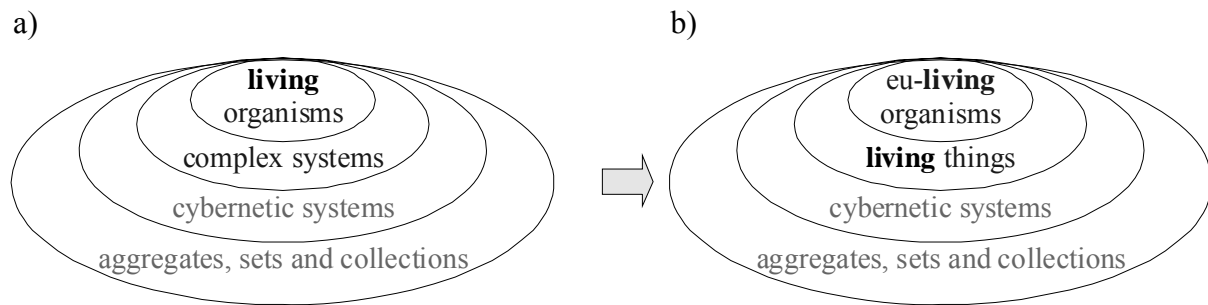 a)
living
organisms
complex systems
cybernetic systems
aggregates, sets and collections
b)
eu-living
organisms
living things
cybernetic systems
aggregates, sets and collections